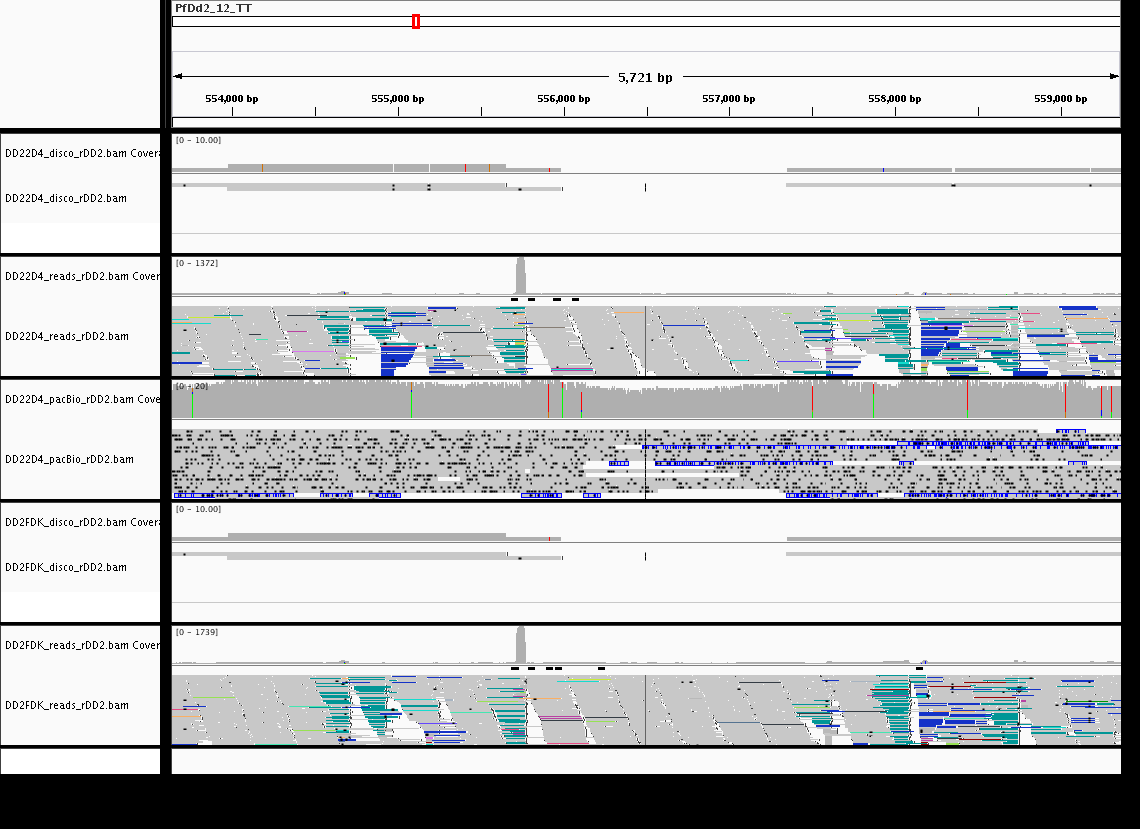 PfDd2_12_TT
5,721 bp
554,000 bp 555,000 bp 556,000 bp 557,000 bp 558,000 bp 559,000 bp
[0 - 10.00]
DD22D4_disco_rDD2.bam Covera
DD22D4_disco_rDD2.bam
[0 - 1372]
DD22D4_reads_rDD2.bam Cover
DD22D4_reads_rDD2.bam
[0 - 20]
DD22D4_pacBio_rDD2.bam Cove
DD22D4_pacBio_rDD2.bam
[0 - 10.00]
DD2FDK_disco_rDD2.bam Covera
DD2FDK_disco_rDD2.bam
[0 - 1739]
DD2FDK_reads_rDD2.bam Cover
DD2FDK_reads_rDD2.bam